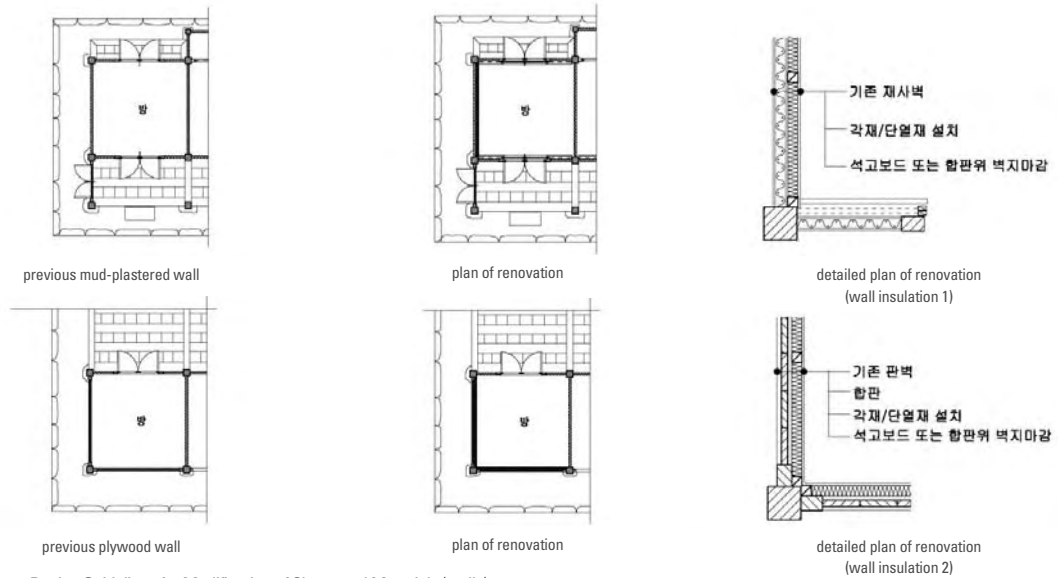 방
방
기존 재사벽
각재/단열재 설치
석고보드 또는 합판위 벽지마감
previous mud-plastered wall
plan of renovation
detailed plan of renovation
(wall insulation 1)
방
방
기존 판벽
합판
각재/단열재 설치
석고보드 또는 합판위 벽지마감
previous plywood wall
plan of renovation
detailed plan of renovation
(wall insulation 2)